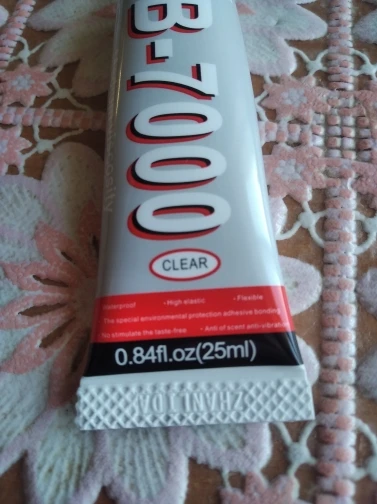 B-7000
CLEAR
Waterproof • High elastic • Flexible
The special environmental protection adhesive bonding
No stimulate the taste-free • Anti of scent anti-vibration
0.84fl.oz(25ml)
ZHANLIDA